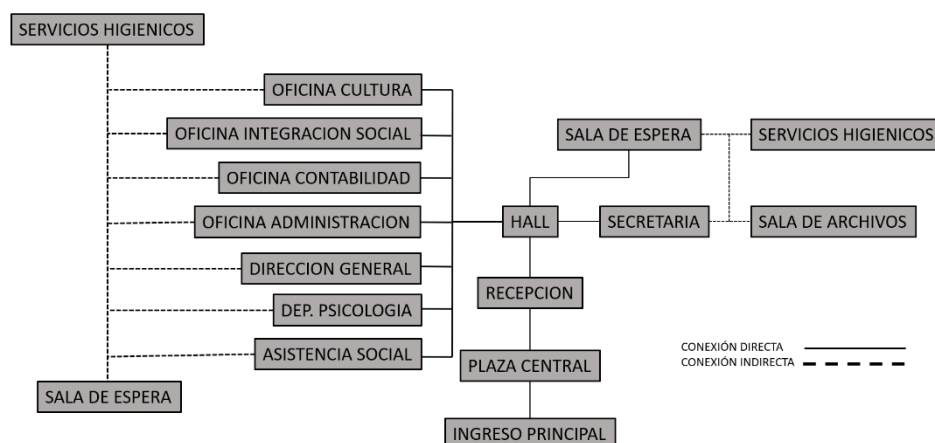 SERVICIOS HIGIENICOS
OFICINA CULTURA
OFICINA INTEGRACION SOCIAL
OFICINA CONTABILIDAD
OFICINA ADMINISTRACION
DIRECCION GENERAL
DEP. PSICOLOGIA
ASISTENCIA SOCIAL
SALA DE ESPERA
SALA DE ESPERA
SERVICIOS HIGIENICOS
HALL
SECRETARIA
SALA DE ARCHIVOS
RECEPCION
PLAZA CENTRAL
INGRESO PRINCIPAL
CONEXIÓN DIRECTA
CONEXIÓN INDIRECTA